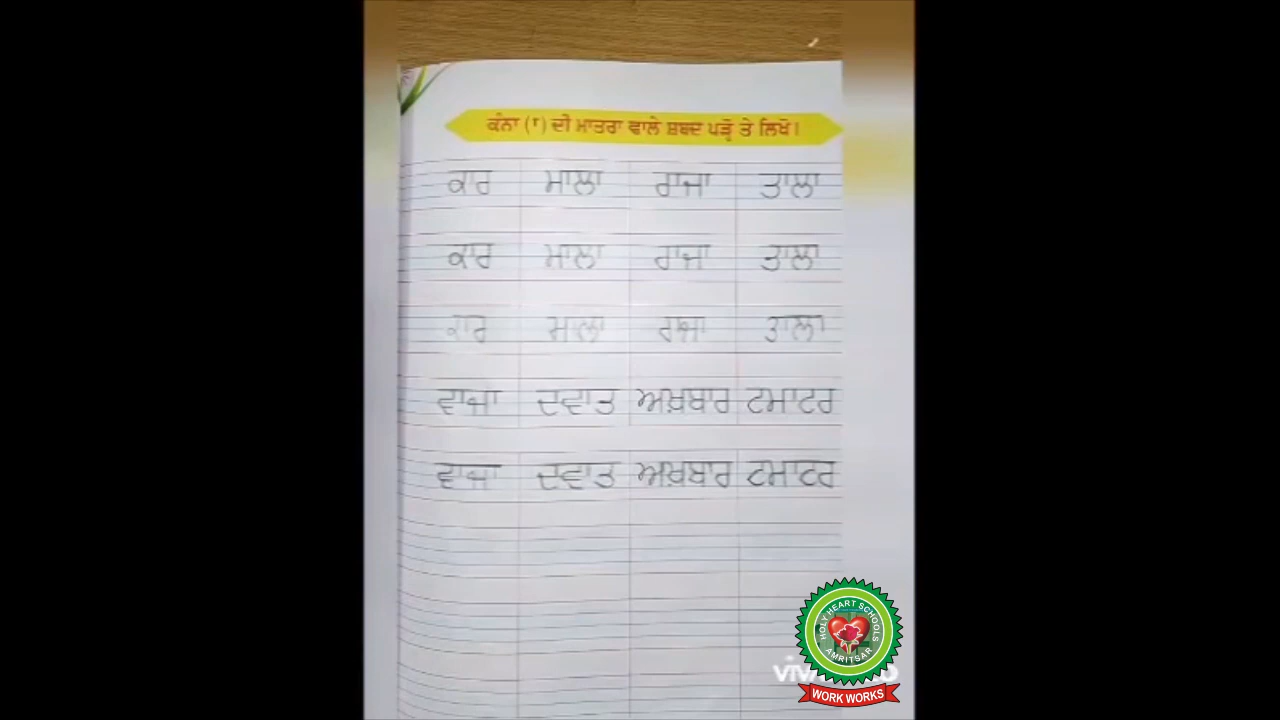 ਕੰਨਾ (ਾ) ਦੀ ਮਾਤਰਾ ਵਾਲੇ ਸ਼ਬਦ ਪੜ੍ਹੋ ਤੇ ਲਿਖੋ।
ਕਾਰ ਮਾਲਾ ਰਾਜਾ ਤਾਲਾ
ਕਾਰ ਮਾਲਾ ਰਾਜਾ ਤਾਲਾ
ਕਾਰ ਮਾਲਾ ਰਾਜਾ ਤਾਲਾ
ਵਾਜਾ ਦਵਾਤ ਅਖ਼ਬਾਰ ਟਮਾਟਰ
ਵਾਜਾ ਦਵਾਤ ਅਖ਼ਬਾਰ ਟਮਾਟਰ
HOLY HEART SCHOOLS
AMRITSAR
WORK WORKS